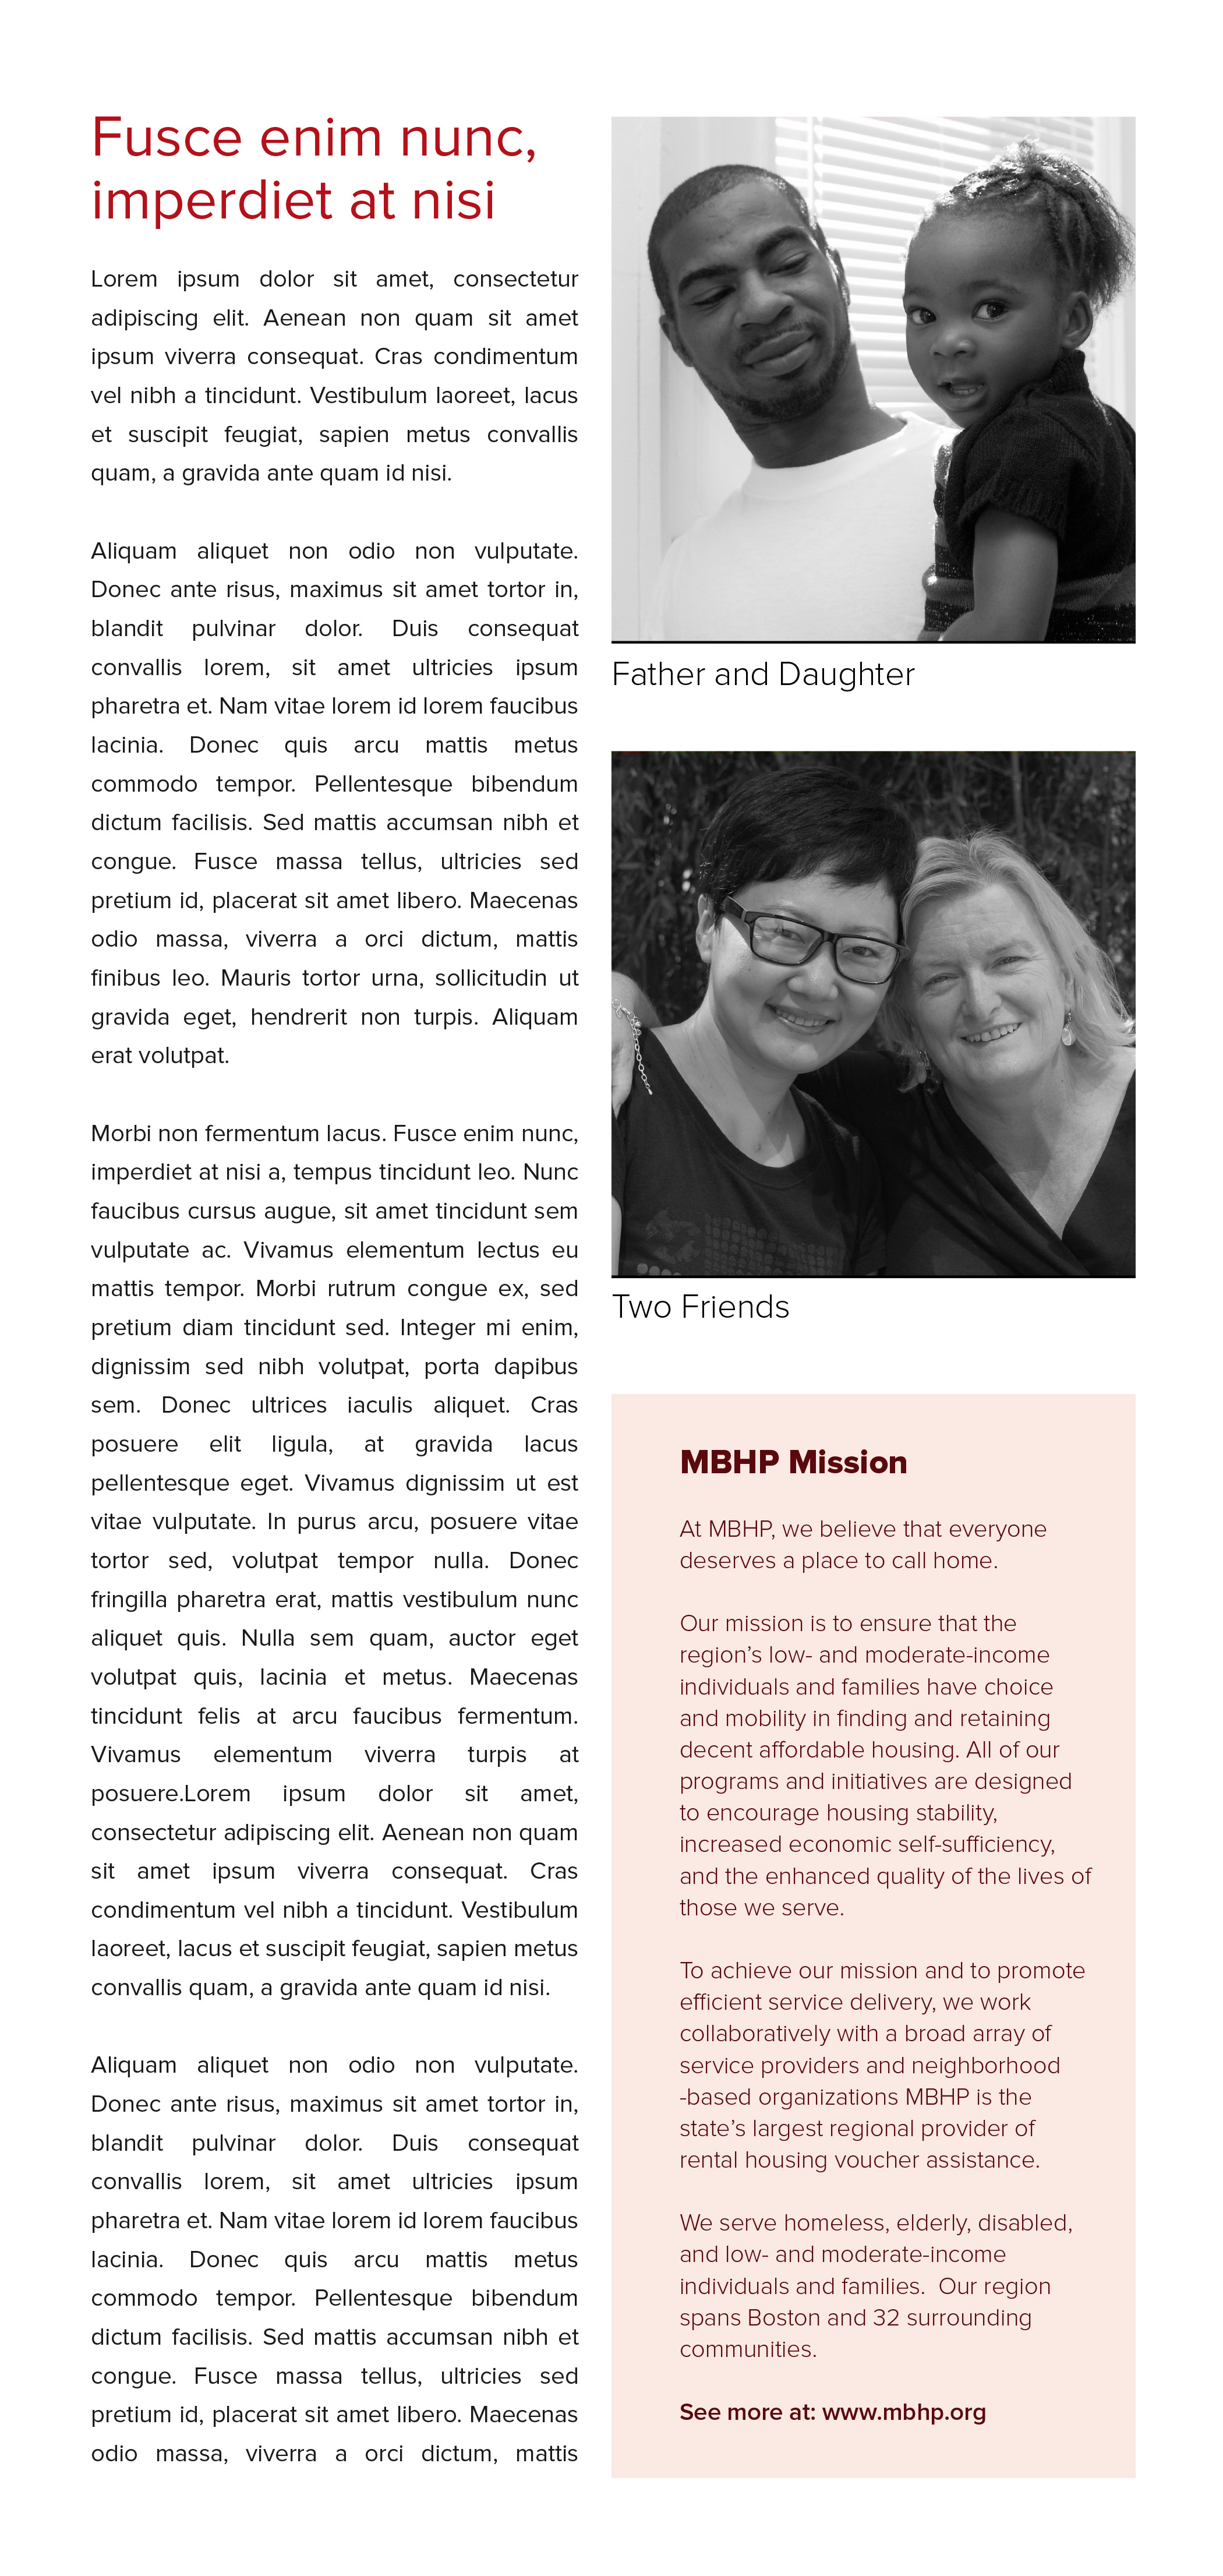 Fusce enim nunc,
imperdiet at nisi
Lorem ipsum dolor sit amet, consectetur
adipiscing elit. Aenean non quam sit amet
ipsum viverra consequat. Cras condimentum
vel nibh a tincidunt. Vestibulum laoreet, lacus
et suscipit feugiat, sapien metus convallis
quam, a gravida ante quam id nisi.
Aliquam aliquet non odio non vulputate.
Donec ante risus, maximus sit amet tortor in,
blandit pulvinar dolor. Duis consequat
convallis lorem, sit amet ultricies ipsum
pharetra et. Nam vitae lorem id lorem faucibus
lacinia. Donec quis arcu mattis metus
commodo tempor. Pellentesque bibendum
dictum facilisis. Sed mattis accumsan nibh et
congue. Fusce massa tellus, ultricies sed
pretium id, placerat sit amet libero. Maecenas
odio massa, viverra a orci dictum, mattis
finibus leo. Mauris tortor urna, sollicitudin ut
gravida eget, hendrerit non turpis. Aliquam
erat volutpat.
Morbi non fermentum lacus. Fusce enim nunc,
imperdiet at nisi a, tempus tincidunt leo. Nunc
faucibus cursus augue, sit amet tincidunt sem
vulputate ac. Vivamus elementum lectus eu
mattis tempor. Morbi rutrum congue ex, sed
pretium diam tincidunt sed. Integer mi enim,
dignissim sed nibh volutpat, porta dapibus
sem. Donec ultrices iaculis aliquet. Cras
posuere elit ligula, at gravida lacus
pellentesque eget. Vivamus dignissim ut est
vitae vulputate. In purus arcu, posuere vitae
tortor sed, volutpat tempor nulla. Donec
fringilla pharetra erat, mattis vestibulum nunc
aliquet quis. Nulla sem quam, auctor eget
volutpat quis, lacinia et metus. Maecenas
tincidunt felis at arcu faucibus fermentum.
Vivamus elementum viverra turpis at
posuere.Lorem ipsum dolor sit amet,
consectetur adipiscing elit. Aenean non quam
sit amet ipsum viverra consequat. Cras
condimentum vel nibh a tincidunt. Vestibulum
laoreet, lacus et suscipit feugiat, sapien metus
convallis quam, a gravida ante quam id nisi.
Aliquam aliquet non odio non vulputate.
Donec ante risus, maximus sit amet tortor in,
blandit pulvinar dolor. Duis consequat
convallis lorem, sit amet ultricies ipsum
pharetra et. Nam vitae lorem id lorem faucibus
lacinia. Donec quis arcu mattis metus
commodo tempor. Pellentesque bibendum
dictum facilisis. Sed mattis accumsan nibh et
congue. Fusce massa tellus, ultricies sed
pretium id, placerat sit amet libero. Maecenas
odio massa, viverra a orci dictum, mattis
Father and Daughter
Two Friends
MBHP Mission
At MBHP, we believe that everyone
deserves a place to call home.
Our mission is to ensure that the
region’s low- and moderate-income
individuals and families have choice
and mobility in finding and retaining
decent affordable housing. All of our
programs and initiatives are designed
to encourage housing stability,
increased economic self-sufficiency,
and the enhanced quality of the lives of
those we serve.
To achieve our mission and to promote
efficient service delivery, we work
collaboratively with a broad array of
service providers and neighborhood
-based organizations MBHP is the
state’s largest regional provider of
rental housing voucher assistance.
We serve homeless, elderly, disabled,
and low- and moderate-income
individuals and families.  Our region
spans Boston and 32 surrounding
communities.
See more at: www.mbhp.org